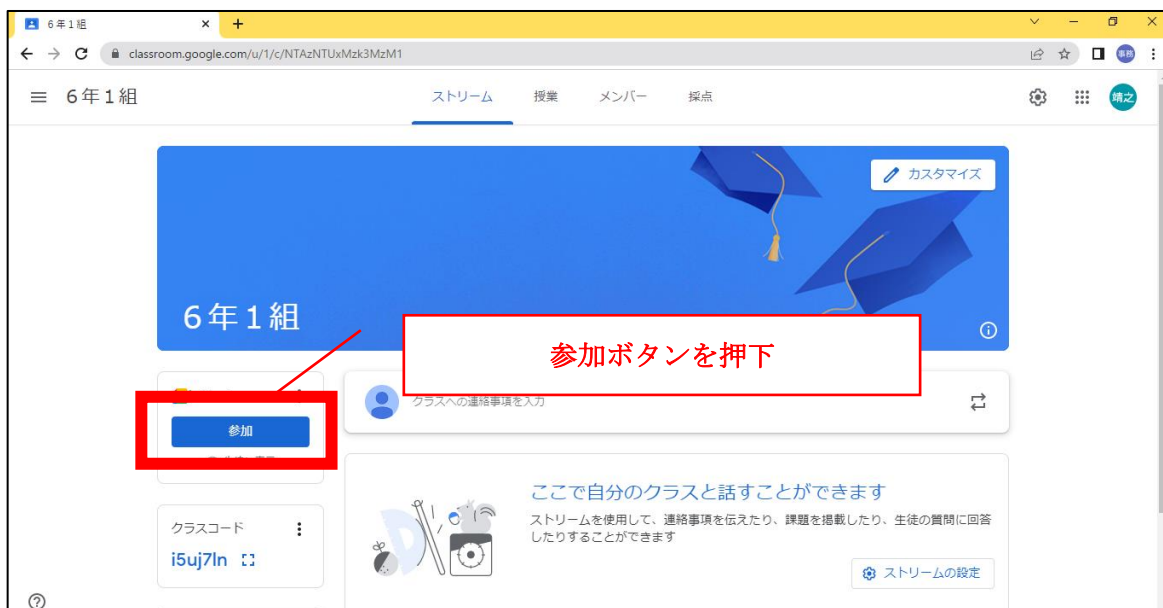 6年1組
classroom.google.com/u/1/c/NTAzNTUxMzk3MzM1
事務
6年1組
ストリーム 授業 メンバー 採点
靖之
カスタマイズ
6年1組
参加ボタンを押下
クラスへの連絡事項を入力
参加
ここで自分のクラスと話すことができます
ストリームを使用して、連絡事項を伝えたり、課題を掲載したり、生徒の質問に回答
したりすることができます
クラスコード
i5uj7ln
ストリームの設定